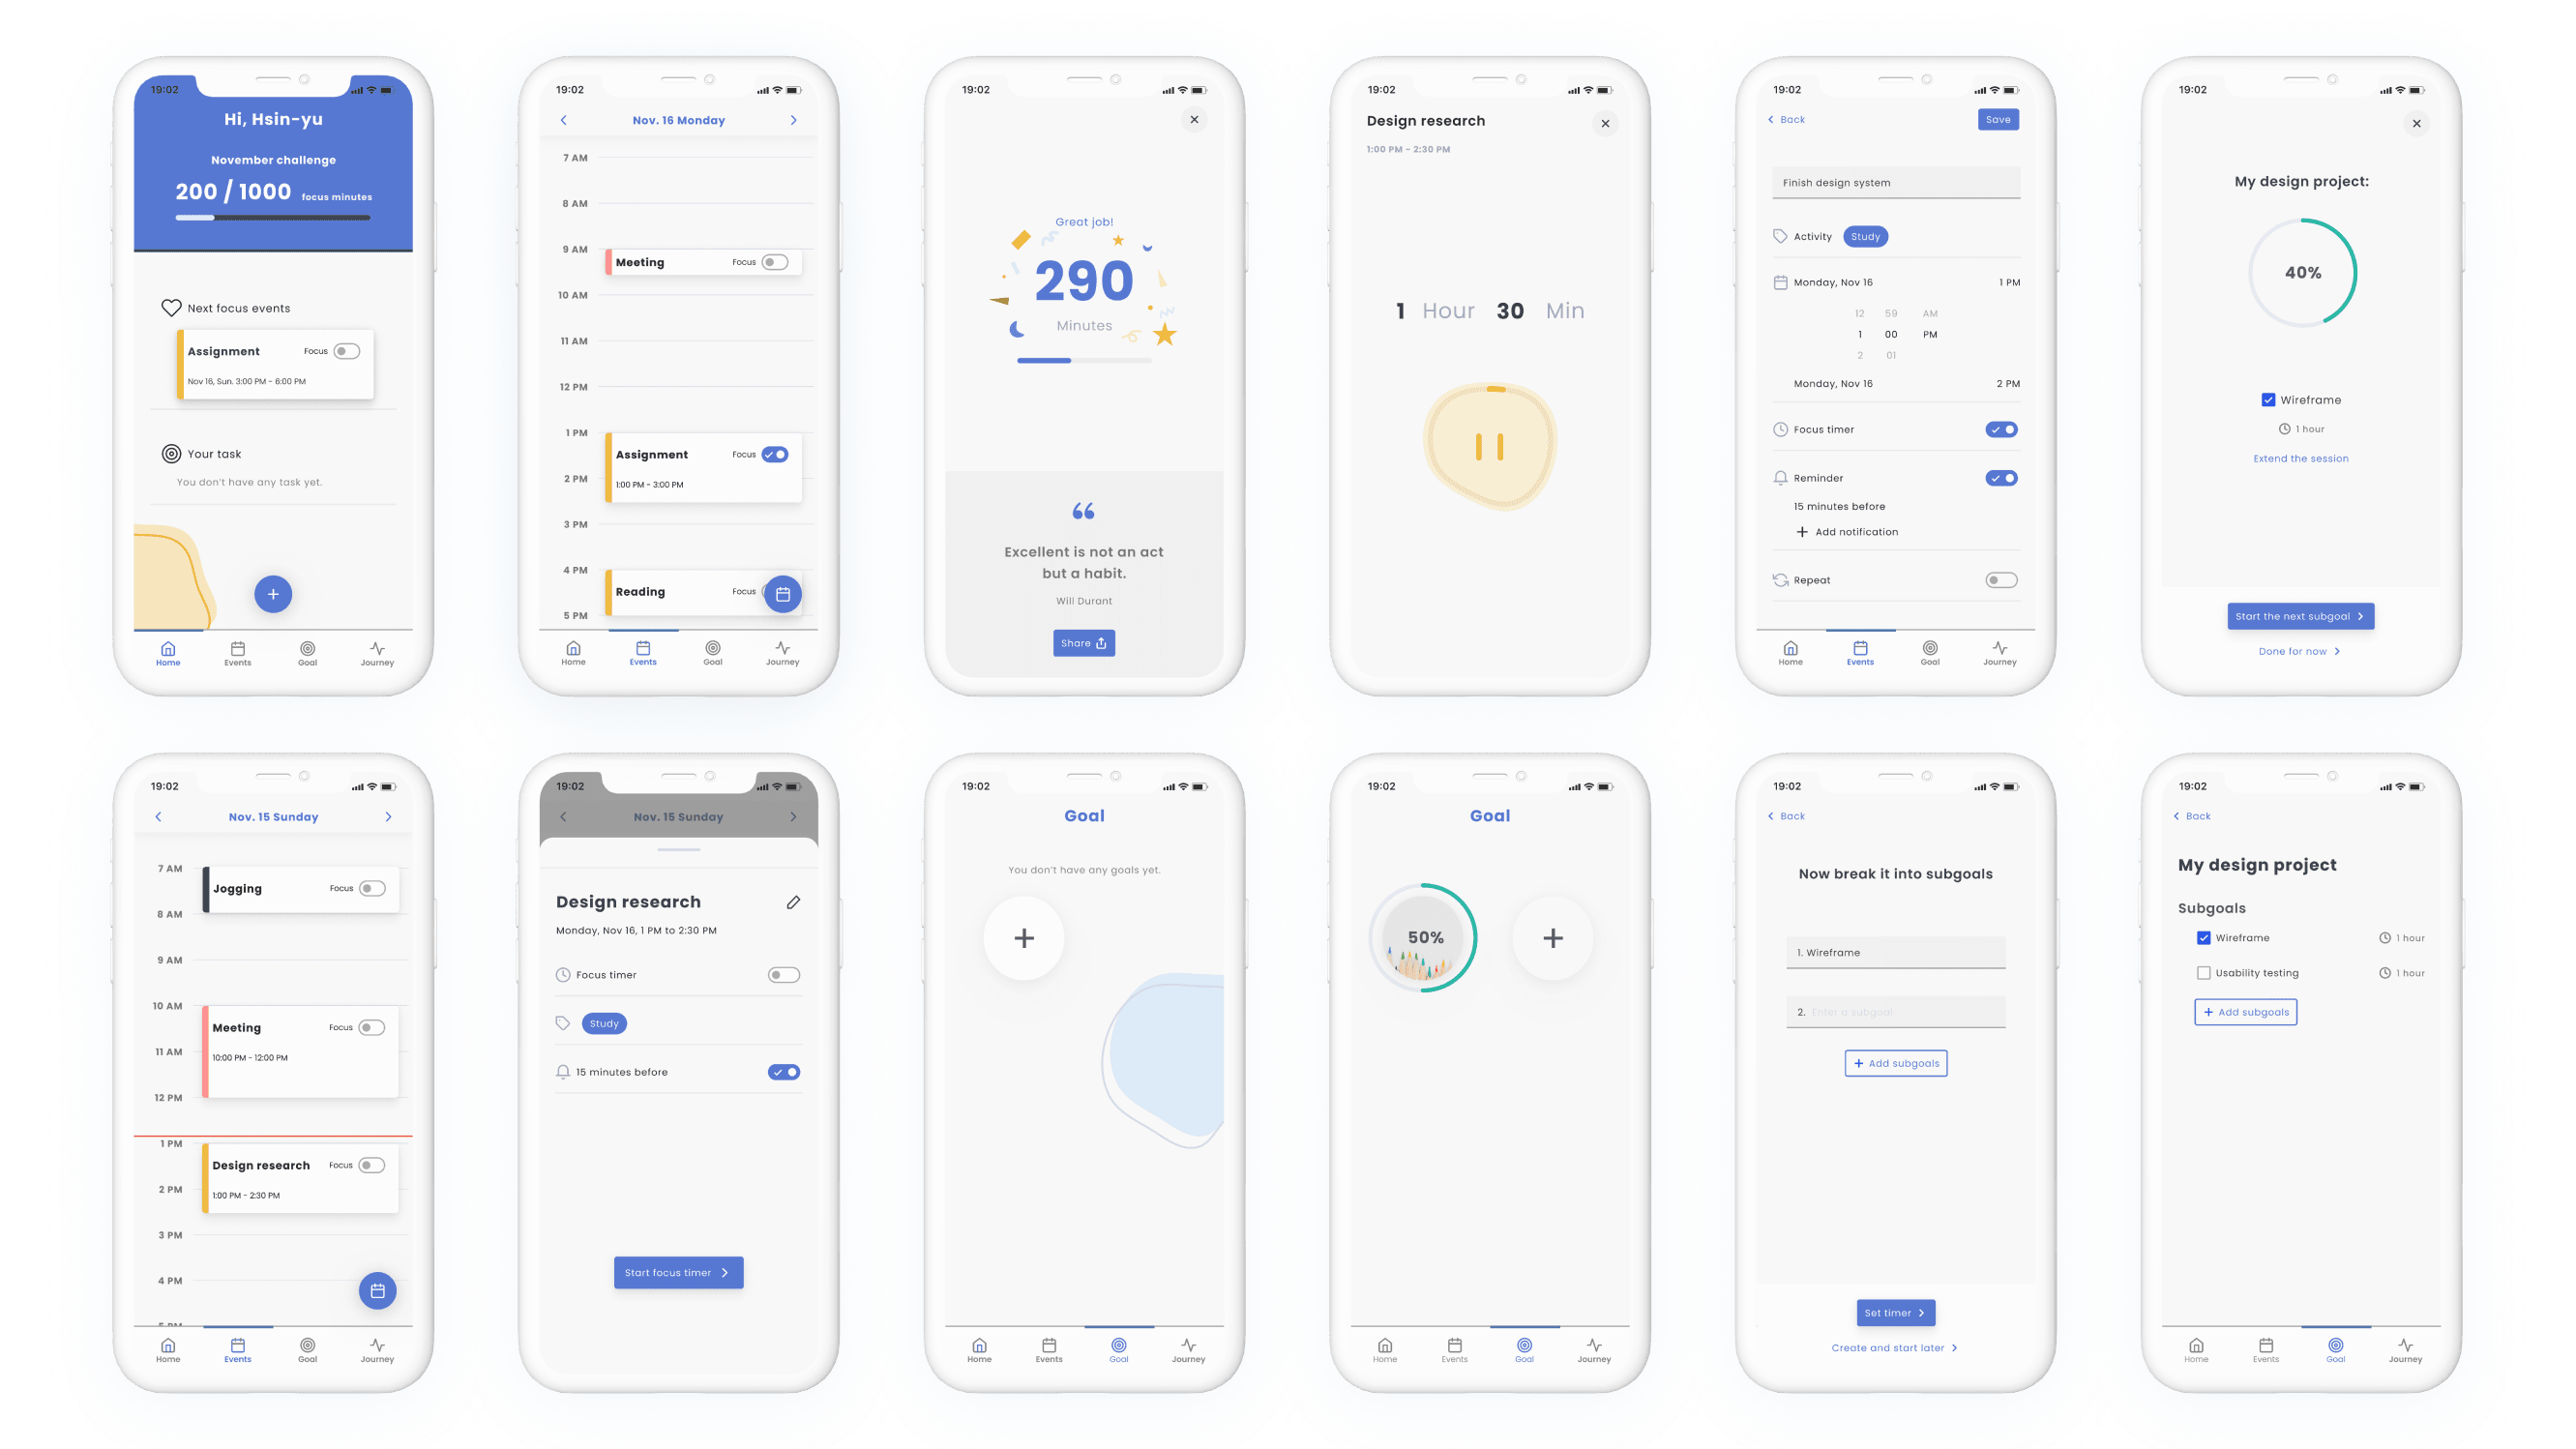 19:02
Hi, Hsin-yu
November challenge
200 / 1000 focus minutes
Next focus events
Assignment Focus
Nov 16, Sun. 3:00 PM - 6:00 PM
Your task
You don't have any task yet.
+
Home Events Goal Journey
19:02
Nov. 16 Monday
7 AM
8 AM
9 AM
Meeting Focus
10 AM
11 AM
12 PM
1 PM
Assignment Focus
2 PM
1:00 PM - 3:00 PM
3 PM
4 PM
Reading Focus
5 PM
Home Events Goal Journey
19:02
Great job!
290
Minutes
“
Excellent is not an act
but a habit.
Will Durant
Share
19:02
Design research
1:00 PM - 2:30 PM
1 Hour 30 Min
19:02
Back Save
Finish design system
Activity Study
Monday, Nov 16 1 PM
12 59 AM
1 00 PM
2 01
Monday, Nov 16 2 PM
Focus timer
Reminder
15 minutes before
+ Add notification
Repeat
Home Events Goal Journey
19:02
My design project:
40%
Wireframe
1 hour
Extend the session
Start the next subgoal
Done for now
19:02
Nov. 15 Sunday
7 AM
Jogging Focus
8 AM
9 AM
10 AM
Meeting Focus
11 AM
10:00 PM - 12:00 PM
12 PM
1 PM
Design research Focus
2 PM
1:00 PM - 2:30 PM
3 PM
4 PM
5 PM
Home Events Goal Journey
19:02
Nov. 15 Sunday
Design research
Monday, Nov 16, 1 PM to 2:30 PM
Focus timer
Study
15 minutes before
Start focus timer
19:02
Goal
You don't have any goals yet.
+
Home Events Goal Journey
19:02
Goal
50%
+
Home Events Goal Journey
19:02
Back
Now break it into subgoals
1. Wireframe
2. Enter a subgoal
+ Add subgoals
Set timer
Create and start later
19:02
Back
My design project
Subgoals
Wireframe 1 hour
Usability testing 1 hour
+ Add subgoals
Home Events Goal Journey